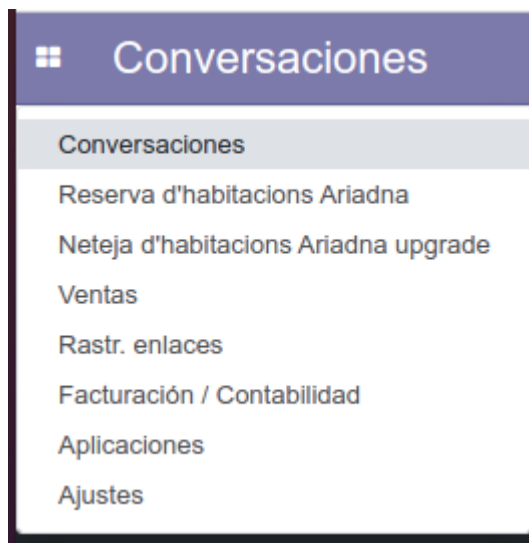 Conversaciones
Conversaciones
Reserva d'habitacions Ariadna
Neteja d'habitacions Ariadna upgrade
Ventas
Rastr. enlaces
Facturación / Contabilidad
Aplicaciones
Ajustes